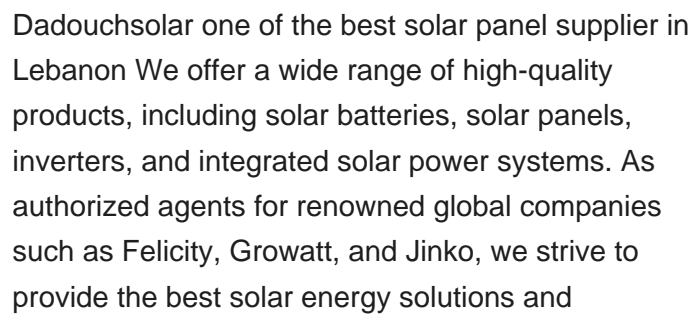 Dadouchsolar one of the best solar panel supplier in
Lebanon We offer a wide range of high-quality
products, including solar batteries, solar panels,
inverters, and integrated solar power systems. As
authorized agents for renowned global companies
such as Felicity, Growatt, and Jinko, we strive to
provide the best solar energy solutions and